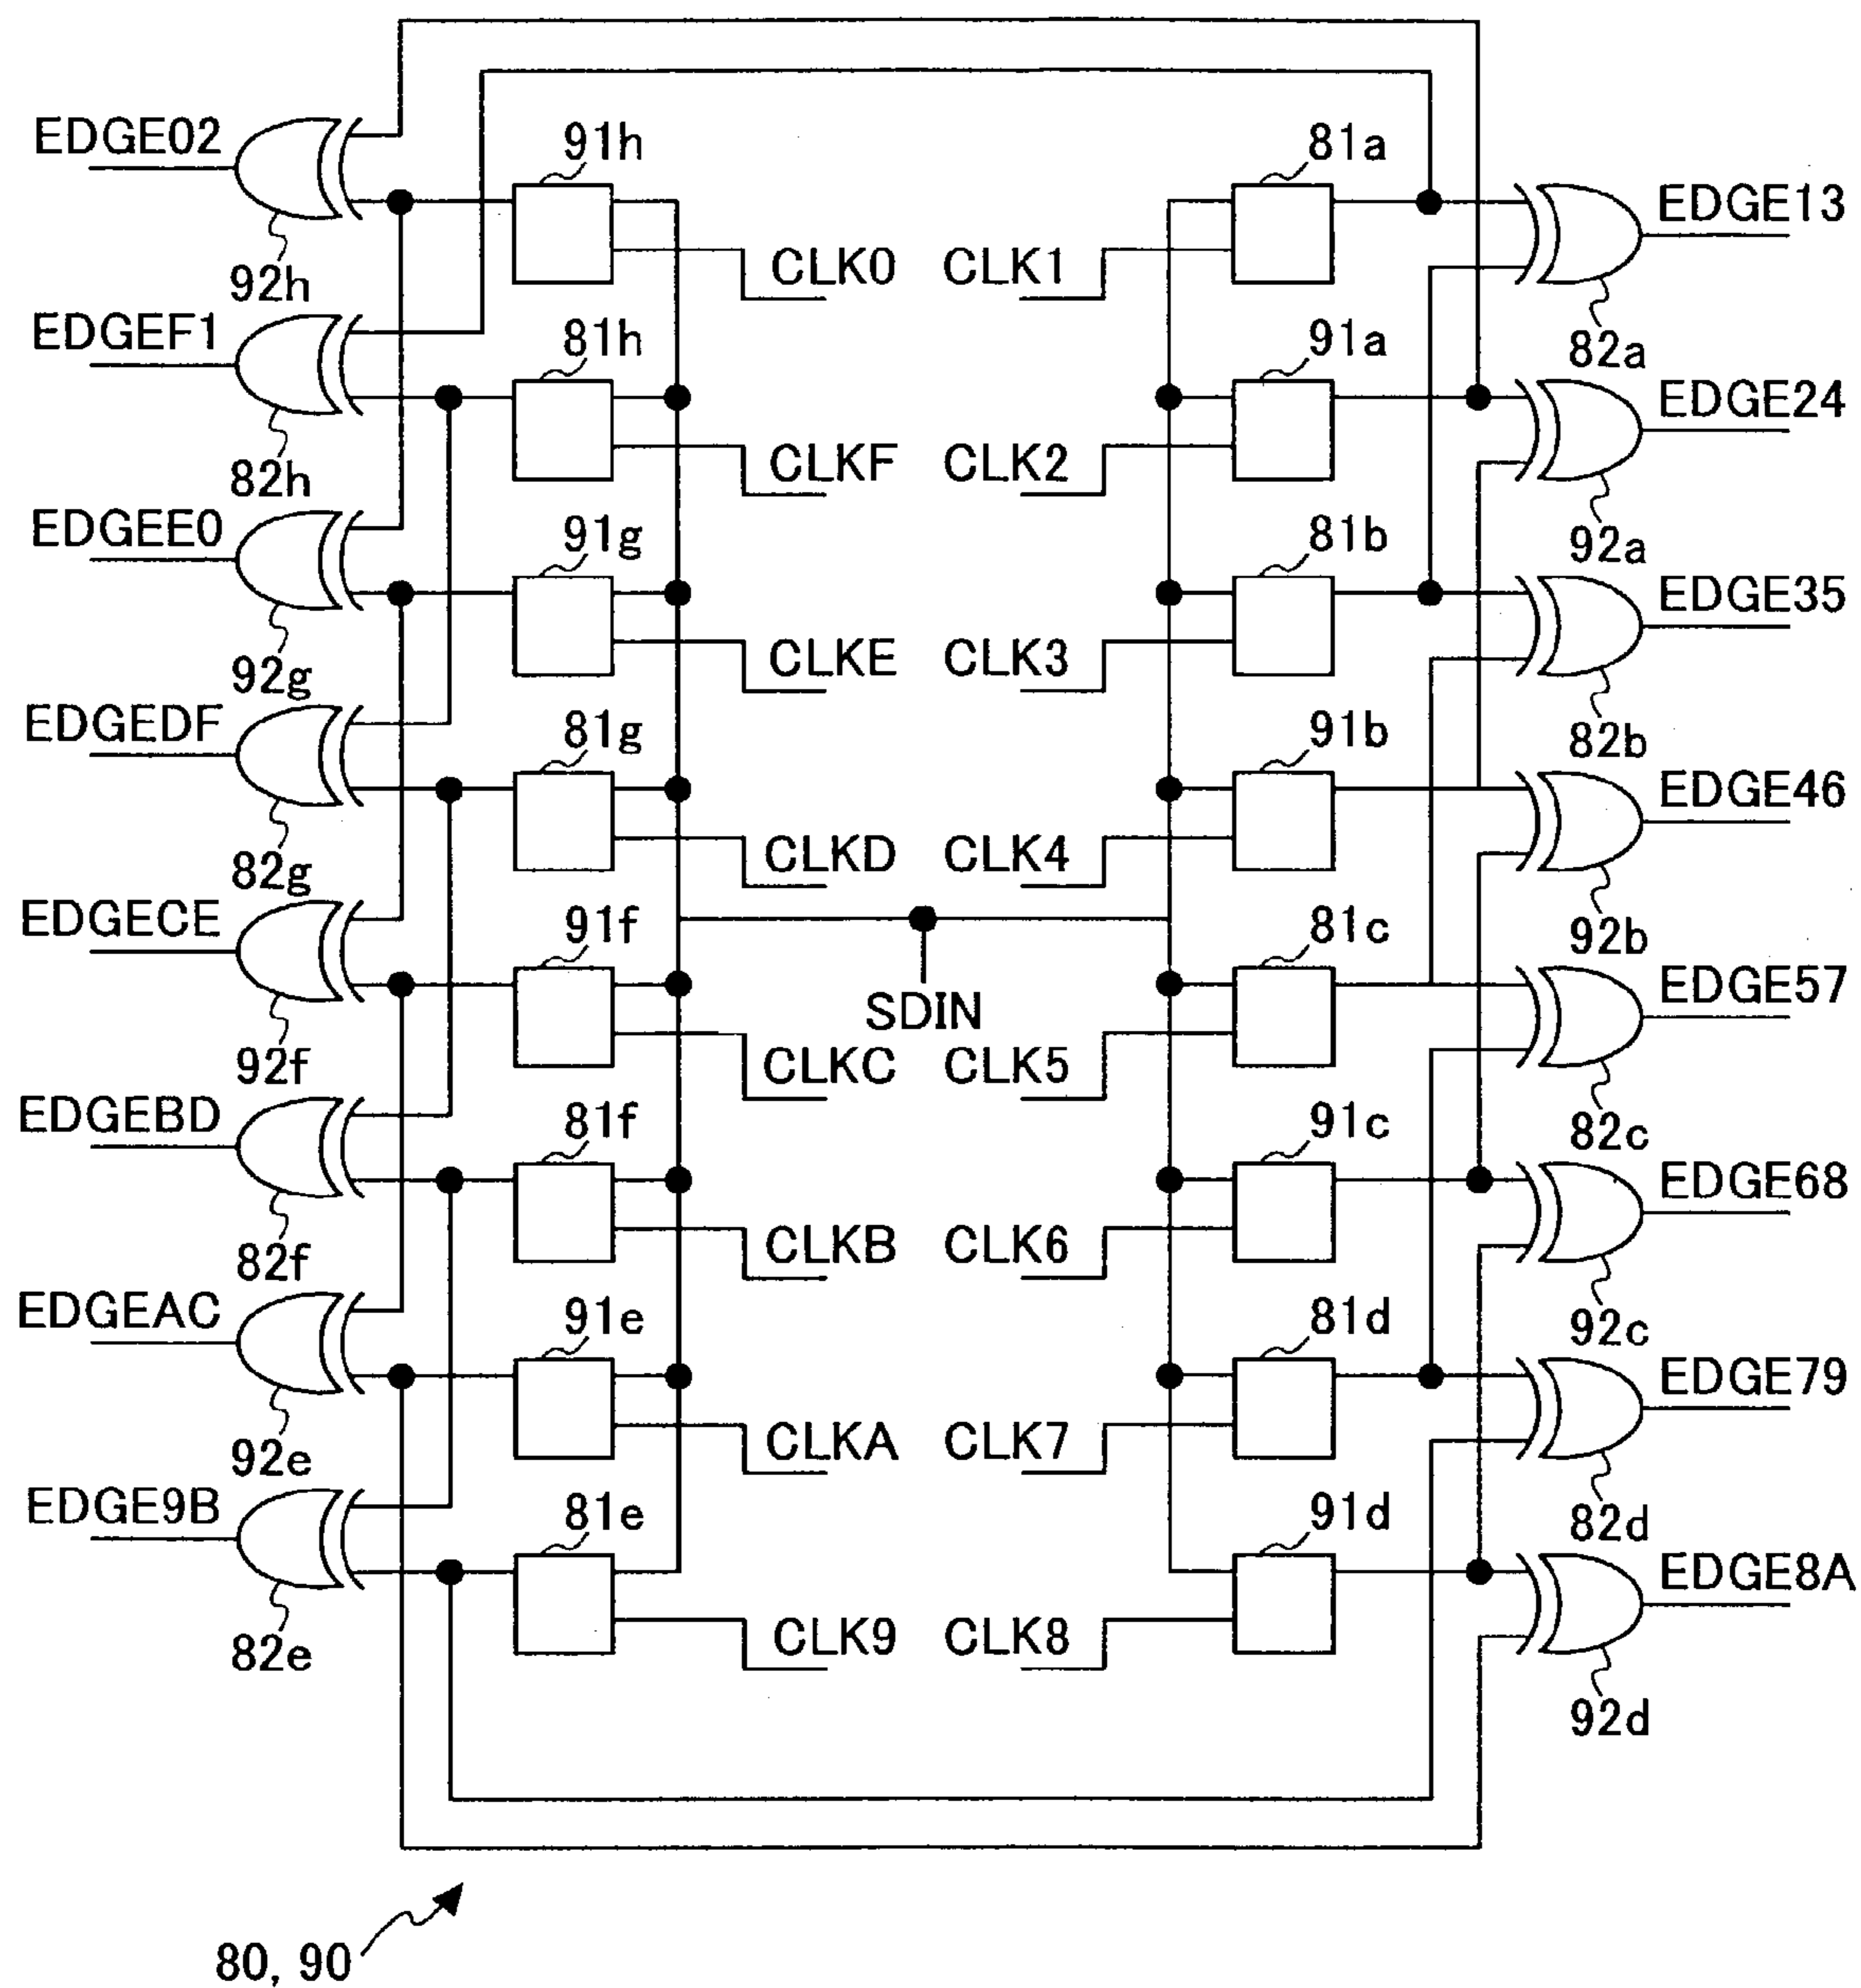 91h 81a
EDGE02 EDGE13
92h CLK0 CLK1 82a
EDGEF1 81h 91a EDGE24
82h CLKF CLK2 92a
EDGEE0 91g 81b EDGE35
92g CLKE CLK3 82b
EDGEDF 81g 91b EDGE46
82g CLKD CLK4 92b
EDGECE 91f 81c EDGE57
SDIN
92f CLKC CLK5 82c
EDGEBD 81f 91c EDGE68
82f CLKB CLK6 92c
EDGEAC 91e 81d EDGE79
92e CLKA CLK7 82d
EDGE9B 81e 91d EDGE8A
82e CLK9 CLK8 92d
80, 90